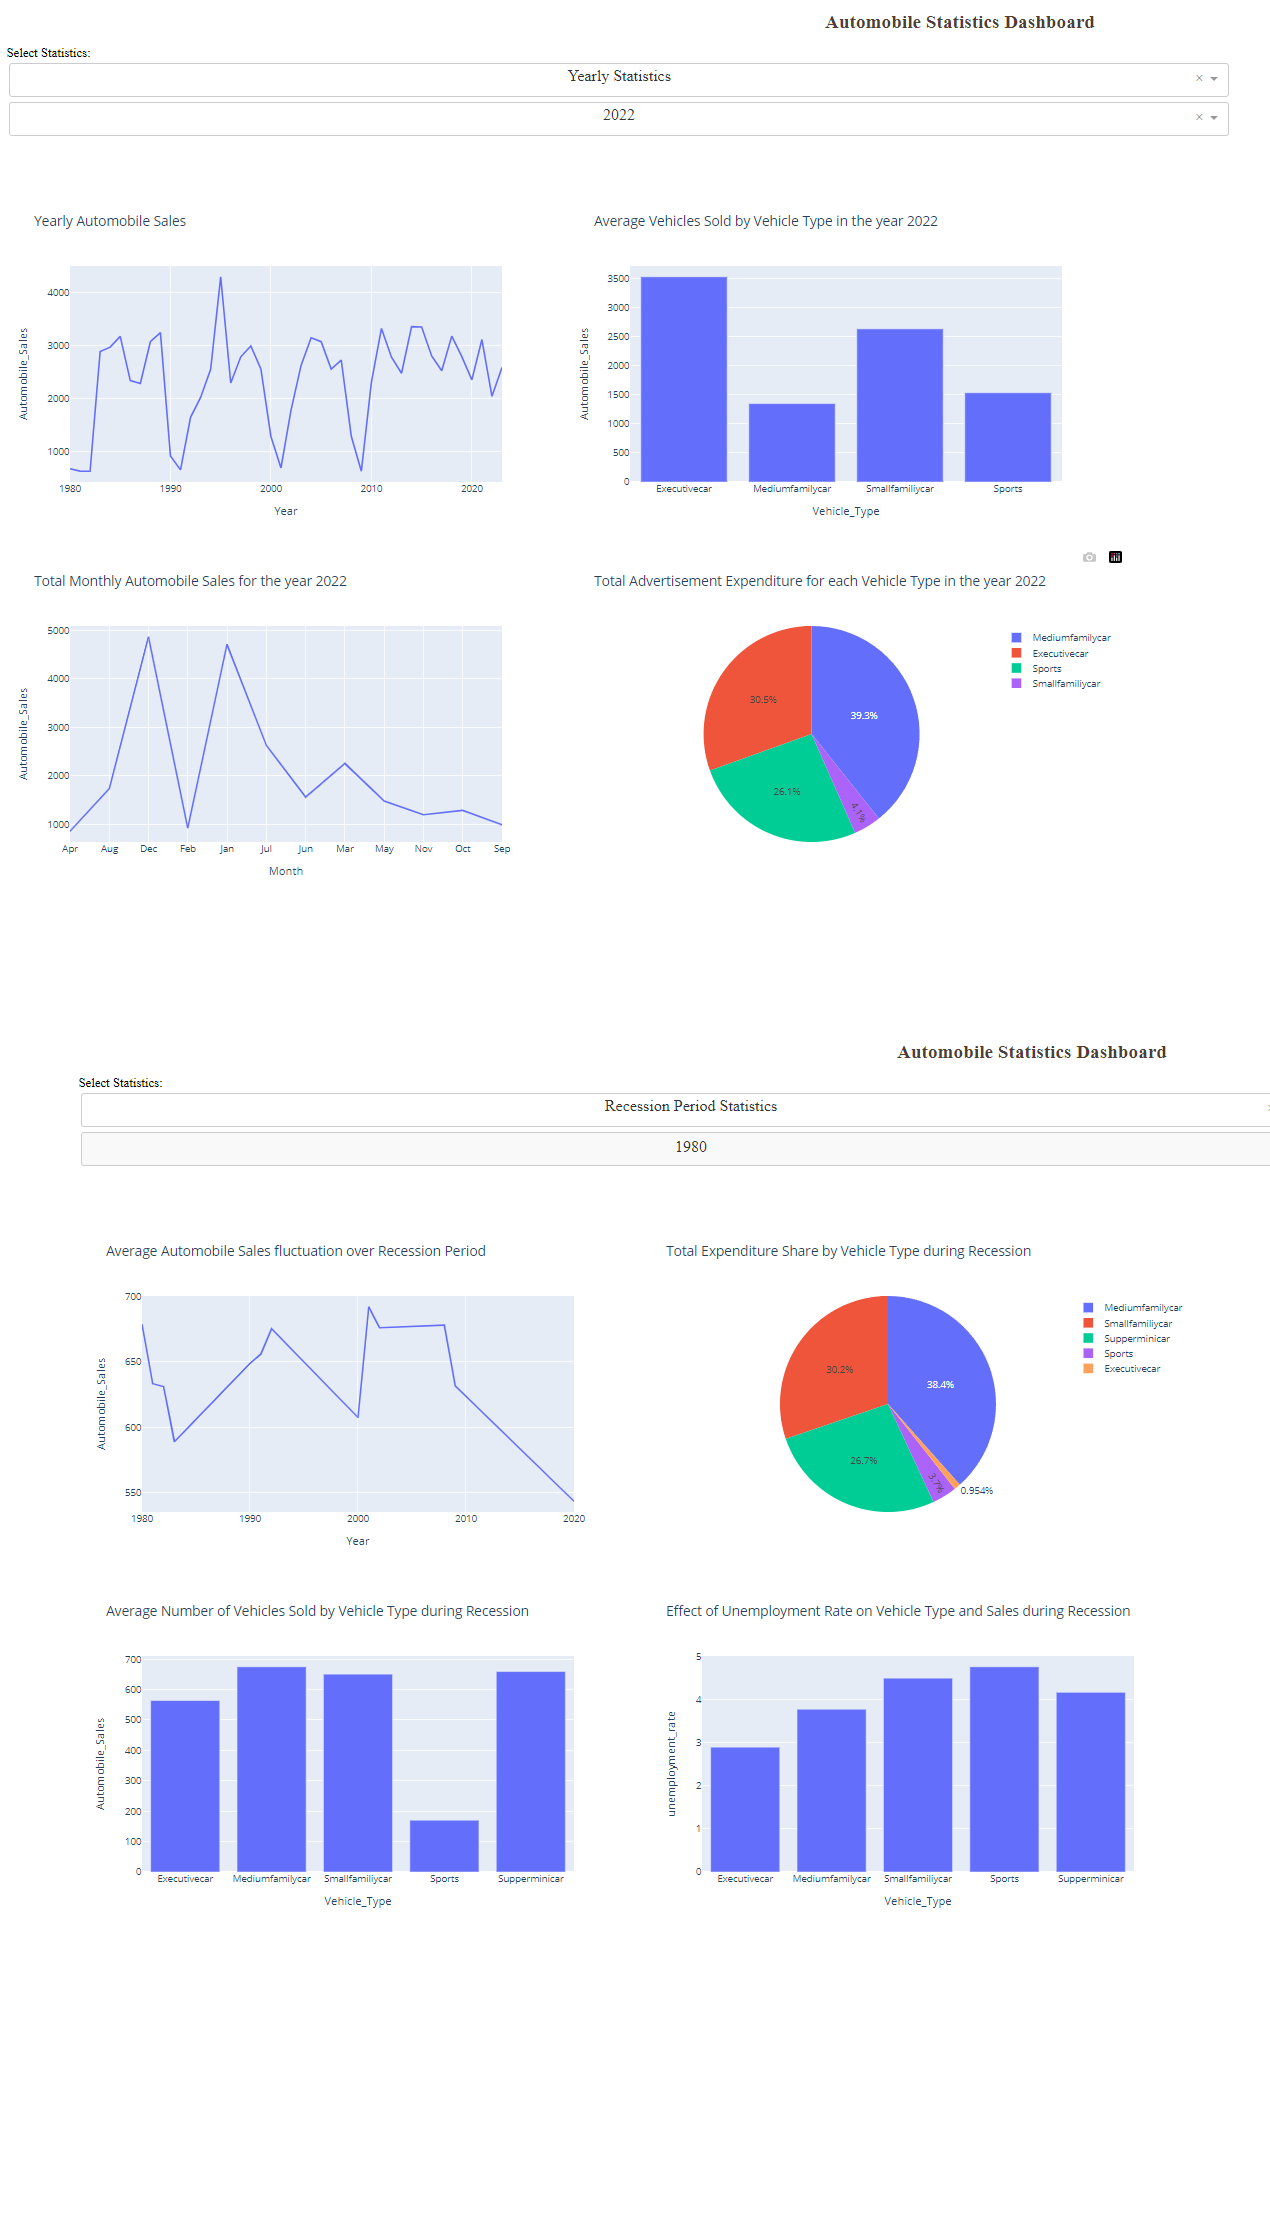 Automobile Statistics Dashboard
Select Statistics:
Yearly Statistics
×
2022
×
Yearly Automobile Sales
Automobile_Sales
4000
3000
2000
1000
1980 1990 2000 2010 2020
Year
Average Vehicles Sold by Vehicle Type in the year 2022
Automobile_Sales
3500
3000
2500
2000
1500
1000
500
0
Executivecar Mediumfamilycar Smallfamiliycar Sports
Vehicle_Type
Total Monthly Automobile Sales for the year 2022
Automobile_Sales
5000
4000
3000
2000
1000
Apr Aug Dec Feb Jan Jul Jun Mar May Nov Oct Sep
Month
Total Advertisement Expenditure for each Vehicle Type in the year 2022
30.5%
39.3%
26.1%
4.1%
Mediumfamilycar
Executivecar
Sports
Smallfamiliycar
Automobile Statistics Dashboard
Select Statistics:
Recession Period Statistics
1980
Average Automobile Sales fluctuation over Recession Period
Automobile_Sales
700
650
600
550
1980 1990 2000 2010 2020
Year
Total Expenditure Share by Vehicle Type during Recession
30.2%
38.4%
26.7%
3.7%
0.954%
Mediumfamilycar
Smallfamiliycar
Supperminicar
Sports
Executivecar
Average Number of Vehicles Sold by Vehicle Type during Recession
Automobile_Sales
700
600
500
400
300
200
100
0
Executivecar Mediumfamilycar Smallfamiliycar Sports Supperminicar
Vehicle_Type
Effect of Unemployment Rate on Vehicle Type and Sales during Recession
unemployment_rate
5
4
3
2
1
0
Executivecar Mediumfamilycar Smallfamiliycar Sports Supperminicar
Vehicle_Type